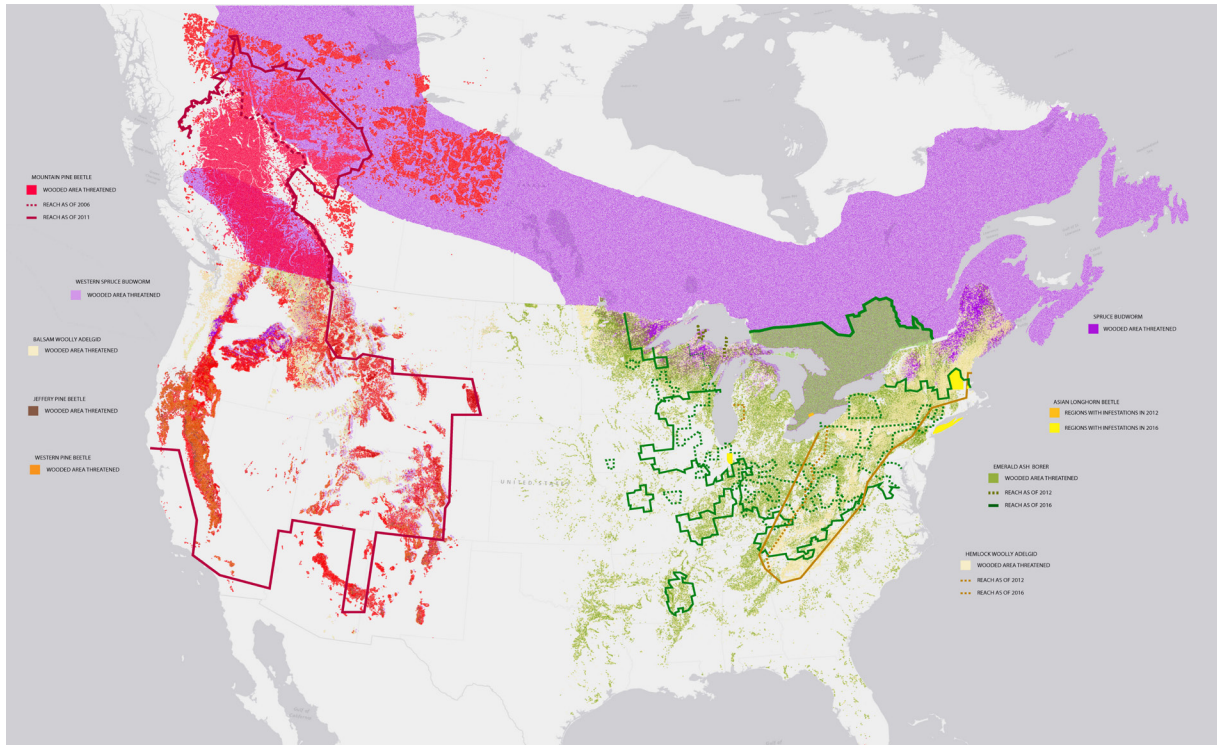 MOUNTAIN PINE BEETLE
WOODED AREA THREATENED
REACH AS OF 2006
REACH AS OF 2011
WESTERN SPRUCE BUDWORM
WOODED AREA THREATENED
BALSAM WOOLLY ADELGID
WOODED AREA THREATENED
JEFFERY PINE BEETLE
WOODED AREA THREATENED
WESTERN PINE BEETLE
WOODED AREA THREATENED
UNITED STATES
SPRUCE BUDWORM
WOODED AREA THREATENED
ASIAN LONGHORN BEETLE
REGIONS WITH INFESTATIONS IN 2012
REGIONS WITH INFESTATIONS IN 2016
EMERALD ASH BORER
WOODED AREA THREATENED
REACH AS OF 2012
REACH AS OF 2016
HEMLOCK WOOLLY ADELGID
WOODED AREA THREATENED
REACH AS OF 2012
REACH AS OF 2016